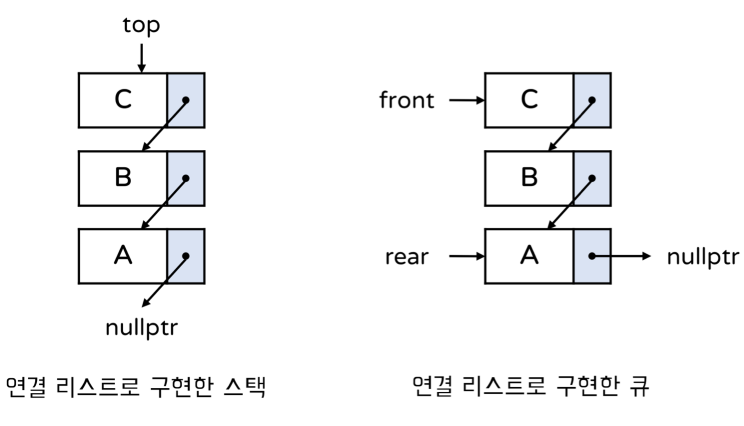 top
C
B
A
nullptr
연결 리스트로 구현한 스택
front
C
B
rear
A
nullptr
연결 리스트로 구현한 큐